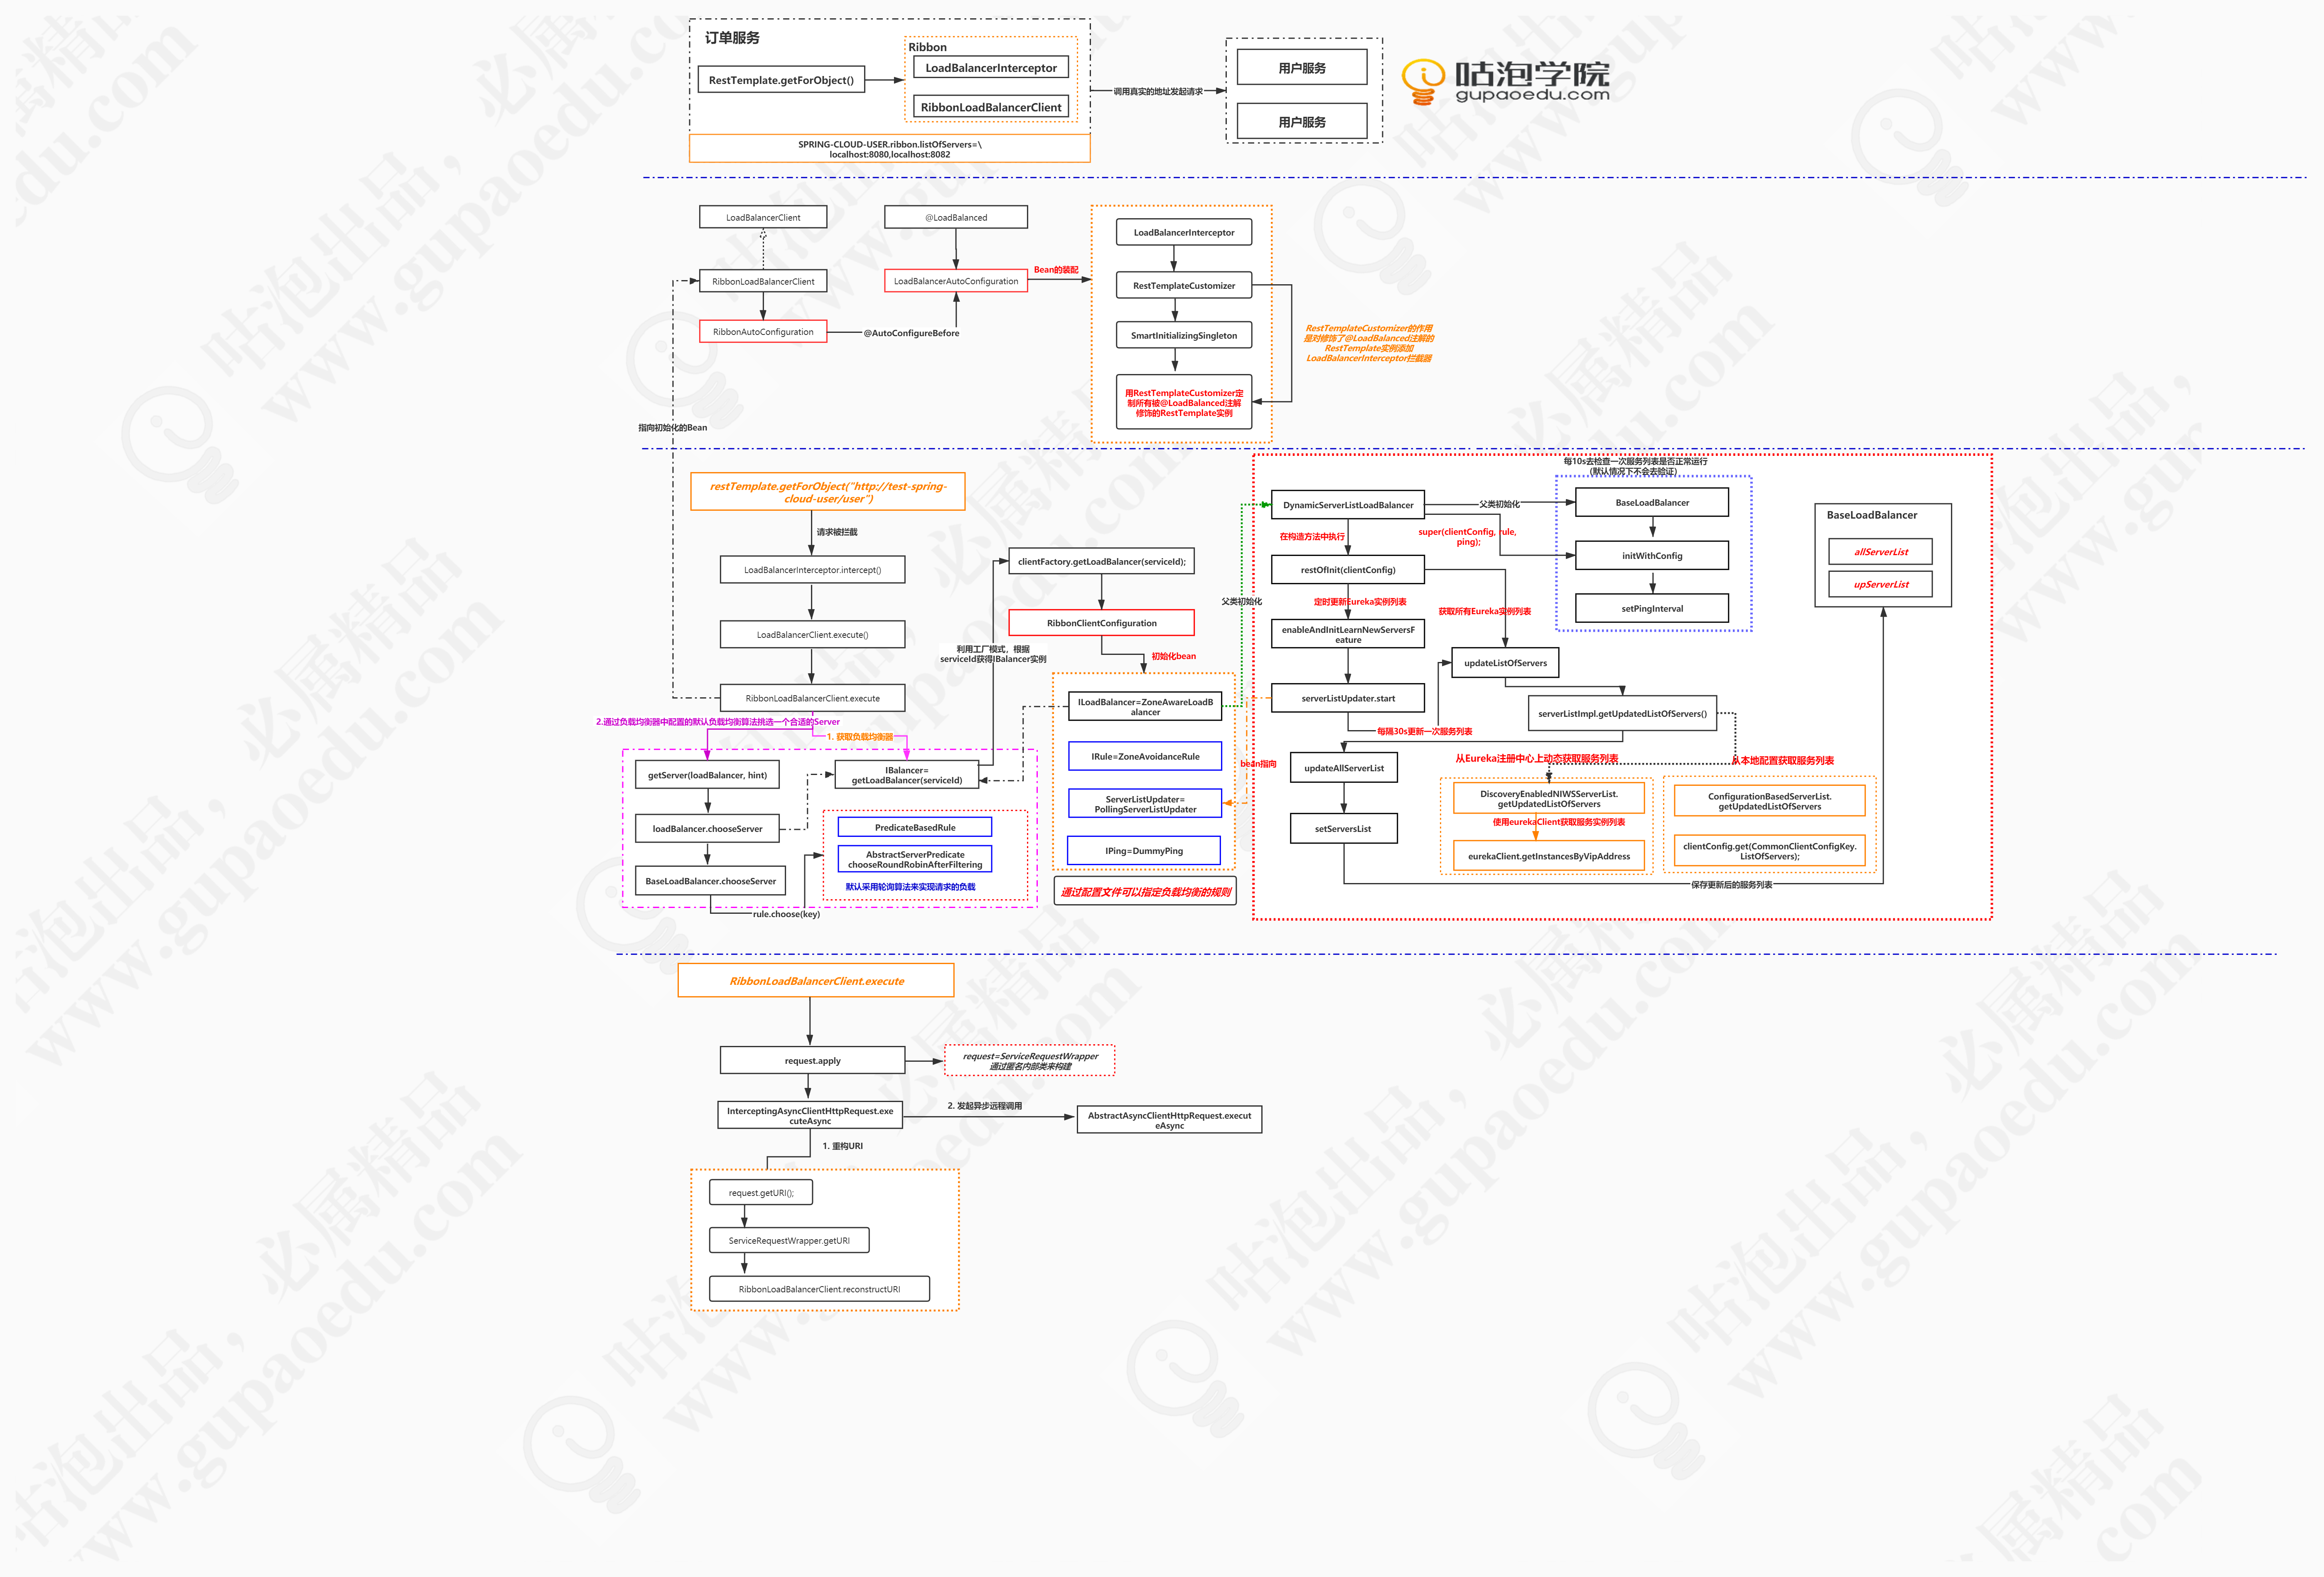 订单服务
RestTemplate.getForObject()
Ribbon
LoadBalancerInterceptor
RibbonLoadBalancerClient
SPRING-CLOUD-USER.ribbon.listOfServers=\
localhost:8080,localhost:8082
调用真实的地址发起请求
用户服务
用户服务
咕泡学院
gupaoedu.com
LoadBalancerClient
@LoadBalanced
RibbonLoadBalancerClient
LoadBalancerAutoConfiguration
RibbonAutoConfiguration
@AutoConfigureBefore
Bean的装配
LoadBalancerInterceptor
RestTemplateCustomizer
SmartInitializingSingleton
用RestTemplateCustomizer定
制所有被@LoadBalanced注解
修饰的RestTemplate实例
RestTemplateCustomizer的作用
是对修饰了@LoadBalanced注解的
RestTemplate实例添加
LoadBalancerInterceptor拦截器
指向初始化的Bean
restTemplate.getForObject("http://test-spring-
cloud-user/user")
请求被拦截
LoadBalancerInterceptor.intercept()
LoadBalancerClient.execute()
RibbonLoadBalancerClient.execute
2.通过负载均衡器中配置的默认负载均衡算法挑选一个合适的Server
1. 获取负载均衡器
getServer(loadBalancer, hint)
IBalancer=
getLoadBalancer(serviceId)
loadBalancer.chooseServer
BaseLoadBalancer.chooseServer
rule.choose(key)
PredicateBasedRule
AbstractServerPredicate
chooseRoundRobinAfterFiltering
默认采用轮询算法来实现请求的负载
利用工厂模式，根据
serviceId获得IBalancer实例
clientFactory.getLoadBalancer(serviceId);
RibbonClientConfiguration
初始化bean
ILoadBalancer=ZoneAwareLoadB
alancer
IRule=ZoneAvoidanceRule
ServerListUpdater=
PollingServerListUpdater
IPing=DummyPing
通过配置文件可以指定负载均衡的规则
父类初始化
bean指向
每10s去检查一次服务列表是否正常运行
(默认情况下不会去验证)
DynamicServerListLoadBalancer
父类初始化
BaseLoadBalancer
在构造方法中执行
super(clientConfig, rule,
ping);
initWithConfig
restOfInit(clientConfig)
setPingInterval
定时更新Eureka实例列表
获取所有Eureka实例列表
enableAndInitLearnNewServersF
eature
updateListOfServers
serverListUpdater.start
serverListImpl.getUpdatedListOfServers()
每隔30s更新一次服务列表
updateAllServerList
从Eureka注册中心上动态获取服务列表
从本地配置获取服务列表
DiscoveryEnabledNIWSServerList.
getUpdatedListOfServers
使用eurekaClient获取服务实例列表
eurekaClient.getInstancesByVipAddress
ConfigurationBasedServerList.
getUpdatedListOfServers
clientConfig.get(CommonClientConfigKey.
ListOfServers);
setServersList
保存更新后的服务列表
BaseLoadBalancer
allServerList
upServerList
RibbonLoadBalancerClient.execute
request.apply
request=ServiceRequestWrapper
通过匿名内部类来构建
InterceptingAsyncClientHttpRequest.exe
cuteAsync
2. 发起异步远程调用
AbstractAsyncClientHttpRequest.execut
eAsync
1. 重构URI
request.getURI();
ServiceRequestWrapper.getURI
RibbonLoadBalancerClient.reconstructURI
咕泡出品，必属精品
www.gupaoedu.com